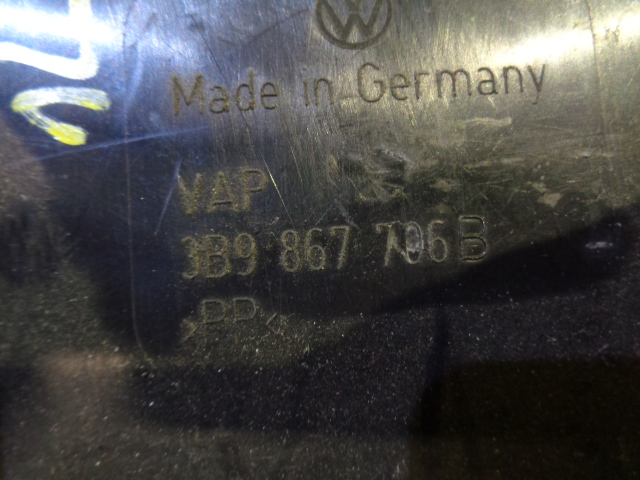 Made in Germany
VAP
3B9 867 706 B
>PP<